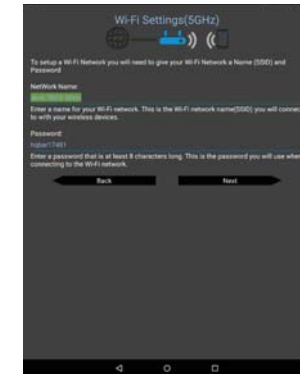 Wi-Fi Settings(5GHz)
To setup a Wi-Fi Network you will need to give your Wi-Fi Network a Name (SSID) and
Password
NetWork Name:
Enter a name for your Wi-Fi network. This is the Wi-Fi network name(SSID) you will connec
to with your wireless devices.
Password:
Enter a password that is at least 8 characters long. This is the password you will use when
connecting to the Wi-Fi network.
Back
Next